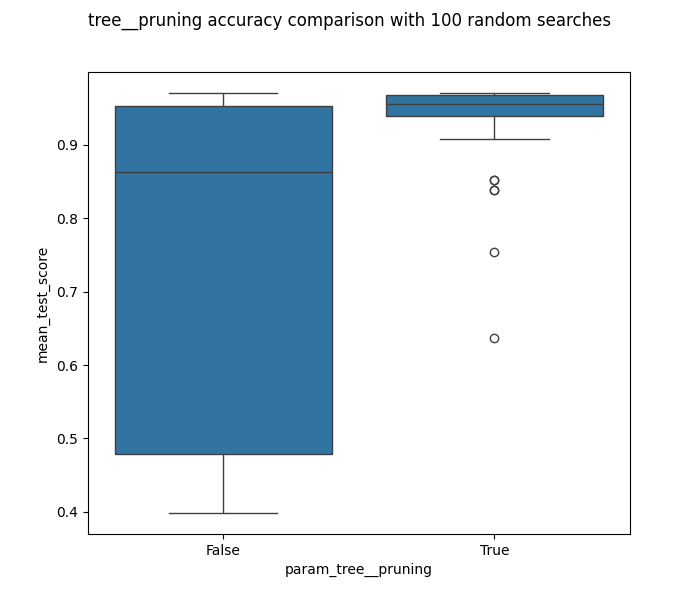 tree__pruning accuracy comparison with 100 random searches
0.9
0.8
0.7
0.6
0.5
0.4
mean_test_score
False
True
param_tree__pruning